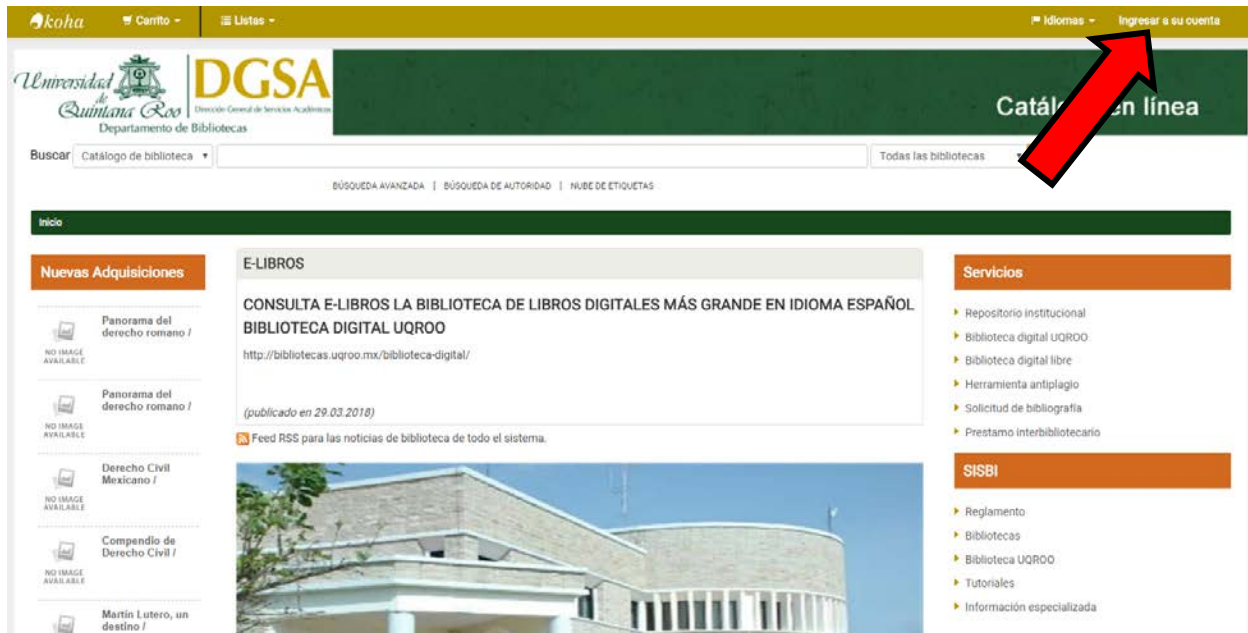 koha Carrito Listas Idiomas Ingresar a su cuenta
Universidad
de
Quintana Roo
Departamento de Bibliotecas
DGSA
Dirección General de Servicios Académicos
Catálogo en línea
Buscar Catálogo de biblioteca Todas las bibliotecas
BÚSQUEDA AVANZADA | BÚSQUEDA DE AUTORIDAD | NUBE DE ETIQUETAS
Inicio
Nuevas Adquisiciones
NO IMAGE
AVAILABLE
Panorama del
derecho romano /
NO IMAGE
AVAILABLE
Panorama del
derecho romano /
NO IMAGE
AVAILABLE
Derecho Civil
Mexicano /
NO IMAGE
AVAILABLE
Compendio de
Derecho Civil /
Martín Lutero, un
destino /
E-LIBROS
CONSULTA E-LIBROS LA BIBLIOTECA DE LIBROS DIGITALES MÁS GRANDE EN IDIOMA ESPAÑOL
BIBLIOTECA DIGITAL UQROO
http://bibliotecas.uqroo.mx/biblioteca-digital/
(publicado en 29.03.2018)
Feed RSS para las noticias de biblioteca de todo el sistema.
Servicios
Repositorio institucional
Biblioteca digital UQROO
Biblioteca digital libre
Herramienta antiplagio
Solicitud de bibliografía
Prestamo interbibliotecario
SISBI
Reglamento
Bibliotecas
Biblioteca UQROO
Tutoriales
Información especializada